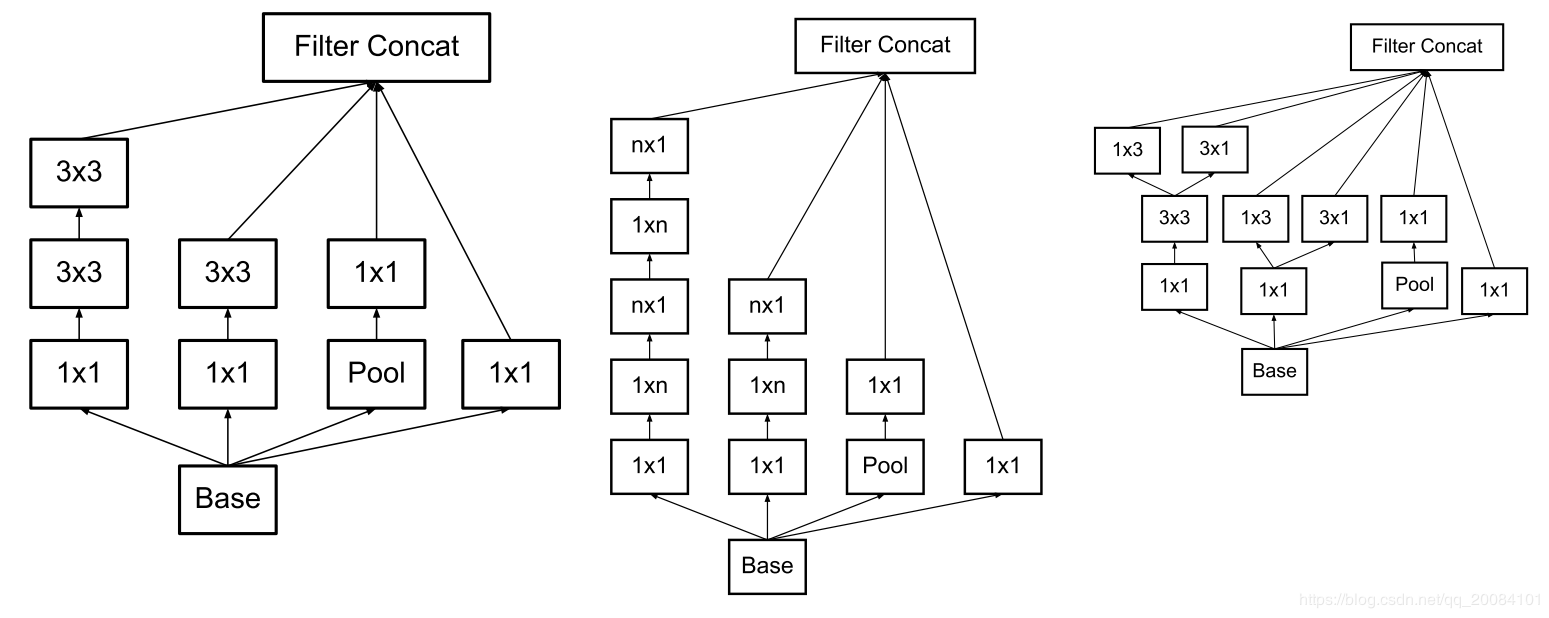 Filter Concat
3x3
3x3
3x3
1x1
1x1
1x1
Pool
1x1
Base
Filter Concat
nx1
1xn
nx1
nx1
1xn
1xn
1x1
1x1
1x1
Pool
1x1
Base
Filter Concat
1x3
3x1
3x3
1x3
3x1
1x1
1x1
1x1
Pool
1x1
Base
https://blog.csdn.net/qq_20084101